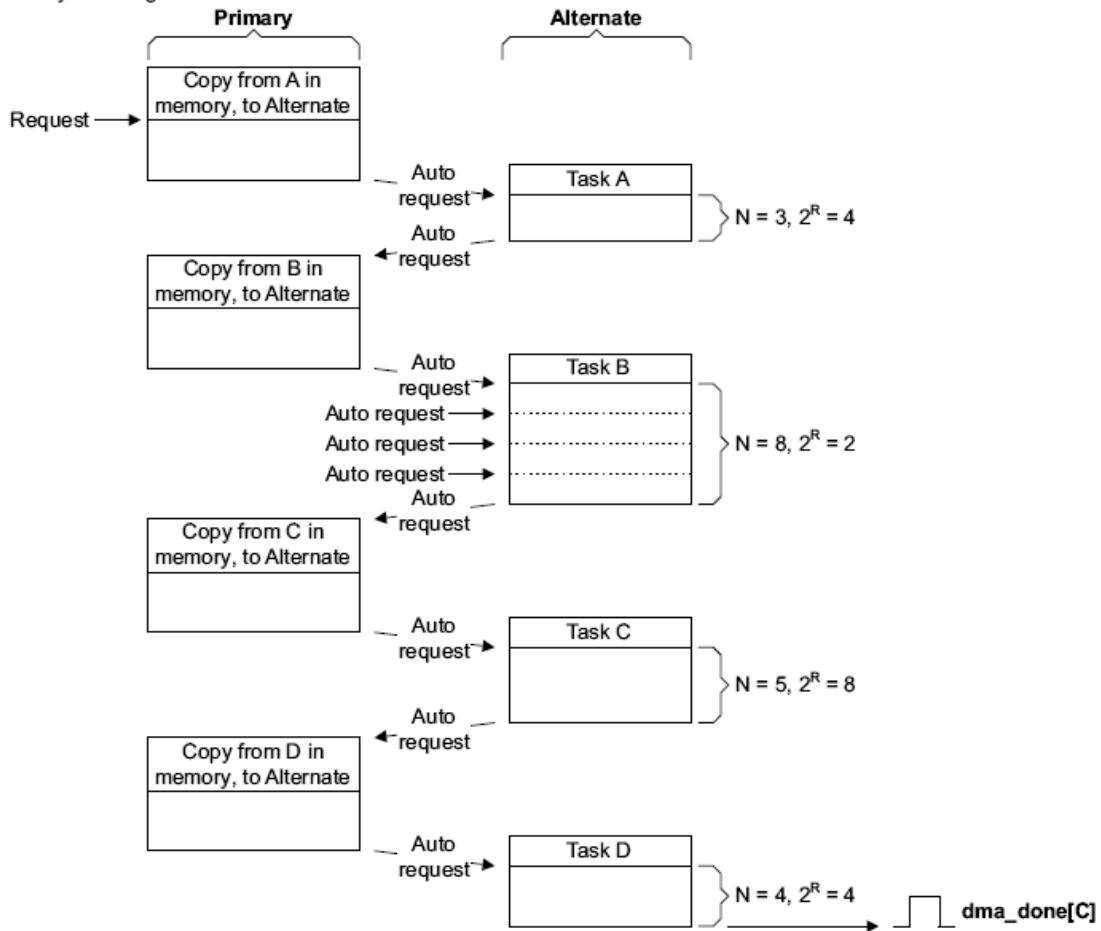 Primary
Alternate
Copy from A in
memory, to Alternate
Request
Auto
request
Task A
N = 3, 2^R = 4
Auto
request
Copy from B in
memory, to Alternate
Auto
request
Task B
Auto request
Auto request
Auto request
N = 8, 2^R = 2
Auto
request
Copy from C in
memory, to Alternate
Auto
request
Task C
N = 5, 2^R = 8
Auto
request
Copy from D in
memory, to Alternate
Auto
request
Task D
N = 4, 2^R = 4
dma_done[C]